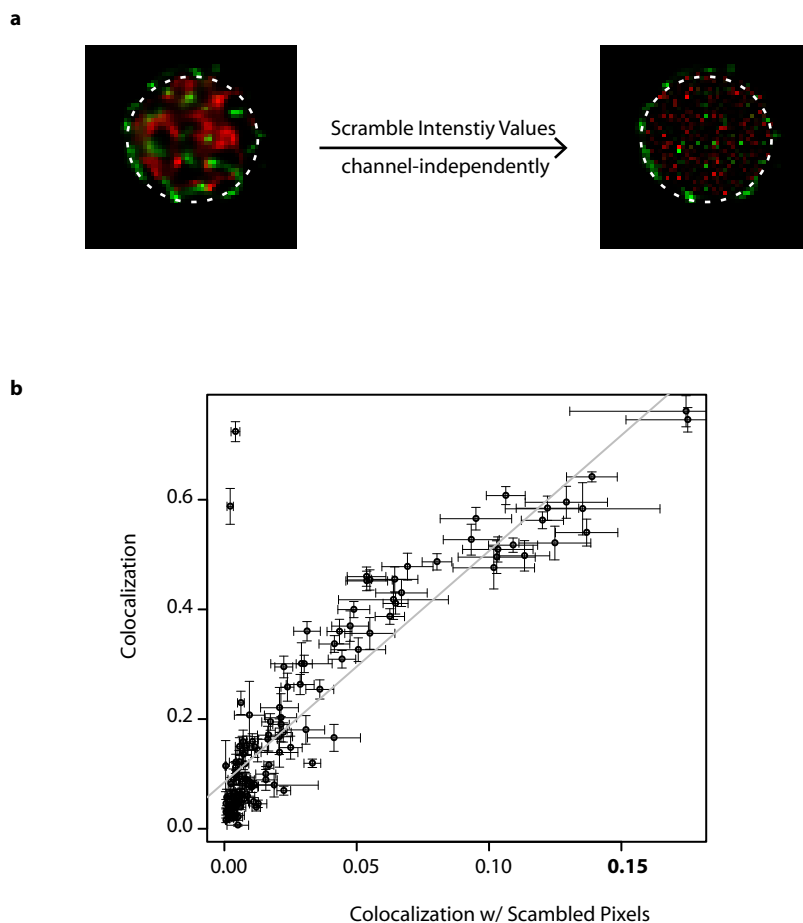 a
Scramble Intenstiy Values
channel-independently
b
Colocalization
0.6
0.4
0.2
0.0
0.00 0.05 0.10 0.15
Colocalization w/ Scambled Pixels